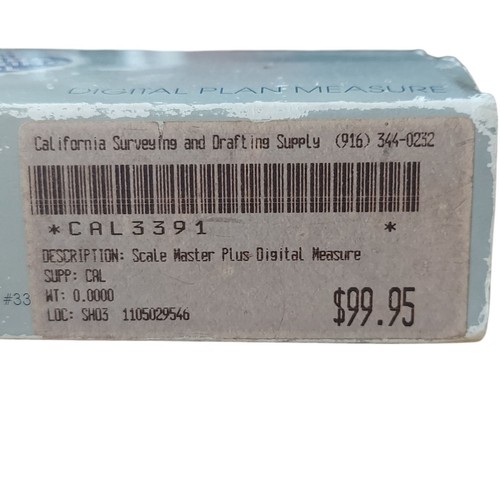 DIGITAL PLAN MEASURE
California Surveying and Drafting Supply (916) 344-0232
*CAL3391 *
DESCRIPTION: Scale Master Plus Digital Measure
SUPP: CAL
#33
WT: 0.0000
LOC: SH03 1105029546
$99.95